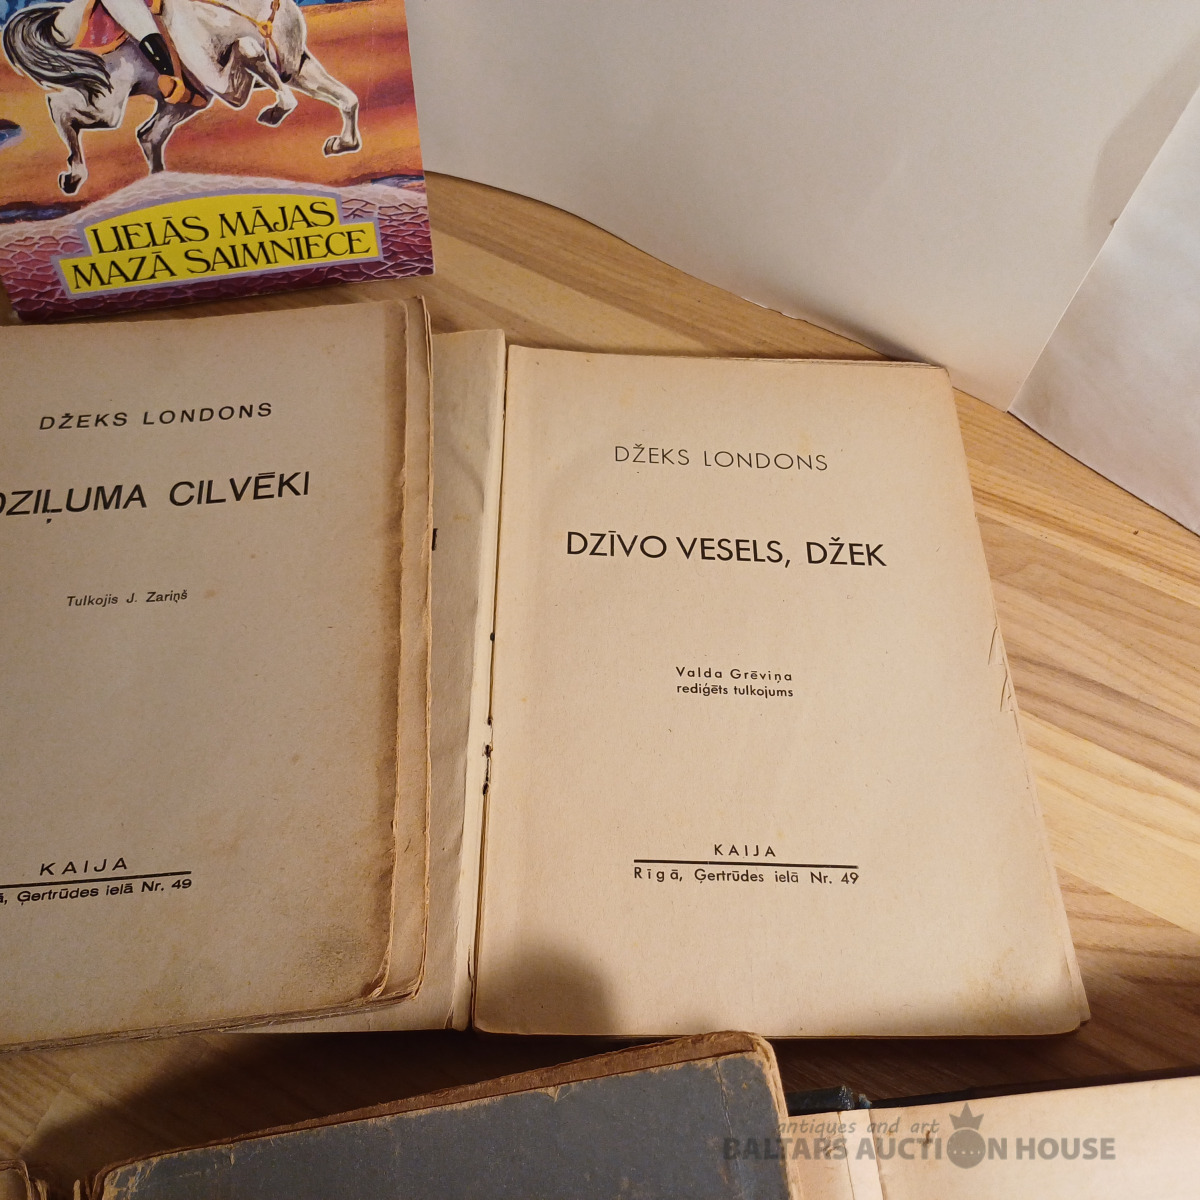 LIELĀS MĀJAS
MAZĀ SAIMNIECE
DŽEKS LONDONS
DZIĻUMA CILVĒKI
Tulkojis J. Zariņš
KAIJA
Ģertrūdes ielā Nr. 49
DŽEKS LONDONS
DZĪVO VESELS, DŽEK
Valda Grēviņa
rediģēts tulkojums
KAIJA
Rīgā, Ģertrūdes ielā Nr. 49
antiques and art
BALTARS AUCTION HOUSE